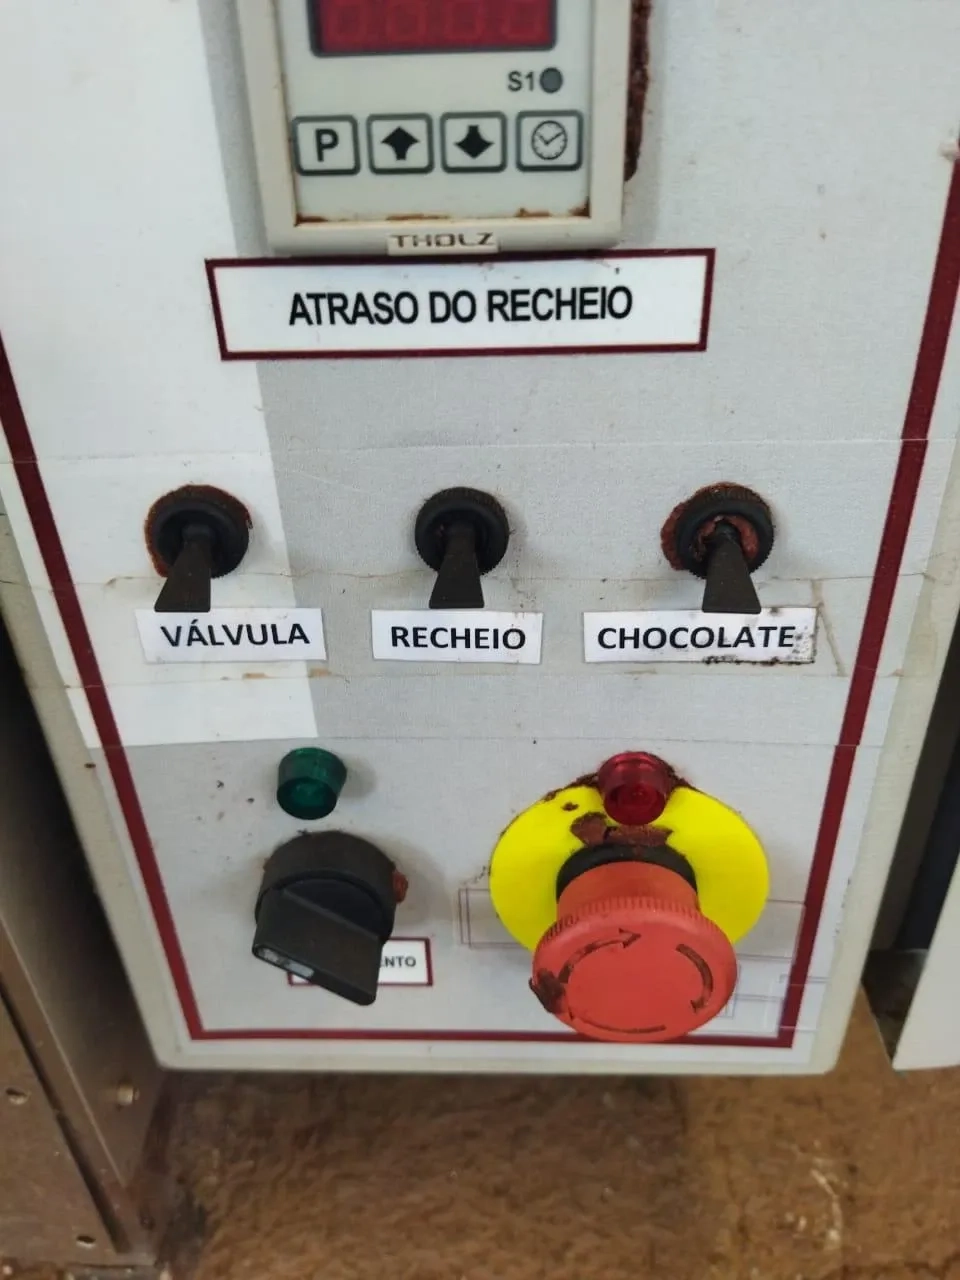 S1
P
THOLZ
ATRASO DO RECHEIO
VÁLVULA
RECHEIO
CHOCOLATE